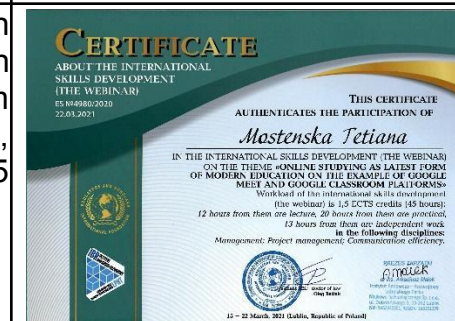 n
n
n
,
5
CERTIFICATE
ABOUT THE INTERNATIONAL
SKILLS DEVELOPMENT
(THE WEBINAR)
ES №4980/2020
22.03.2021
THIS CERTIFICATE
AUTHENTICATES THE PARTICIPATION OF
Mostenska Tetiana
IN THE INTERNATIONAL SKILLS DEVELOPMENT (THE WEBINAR)
ON THE THEME «ONLINE STUDYING AS LATEST FORM
OF MODERN EDUCATION ON THE EXAMPLE OF GOOGLE
MEET AND GOOGLE CLASSROOM PLATFORMS»
Workload of the international skills development
(the webinar) is 1,5 ECTS credits (45 hours):
12 hours from them are lecture, 20 hours from them are practical,
13 hours from them are independent work
in the following disciplines:
Management; Project management; Communication efficiency.
15 – 22 March, 2021 (Lublin, Republic of Poland)